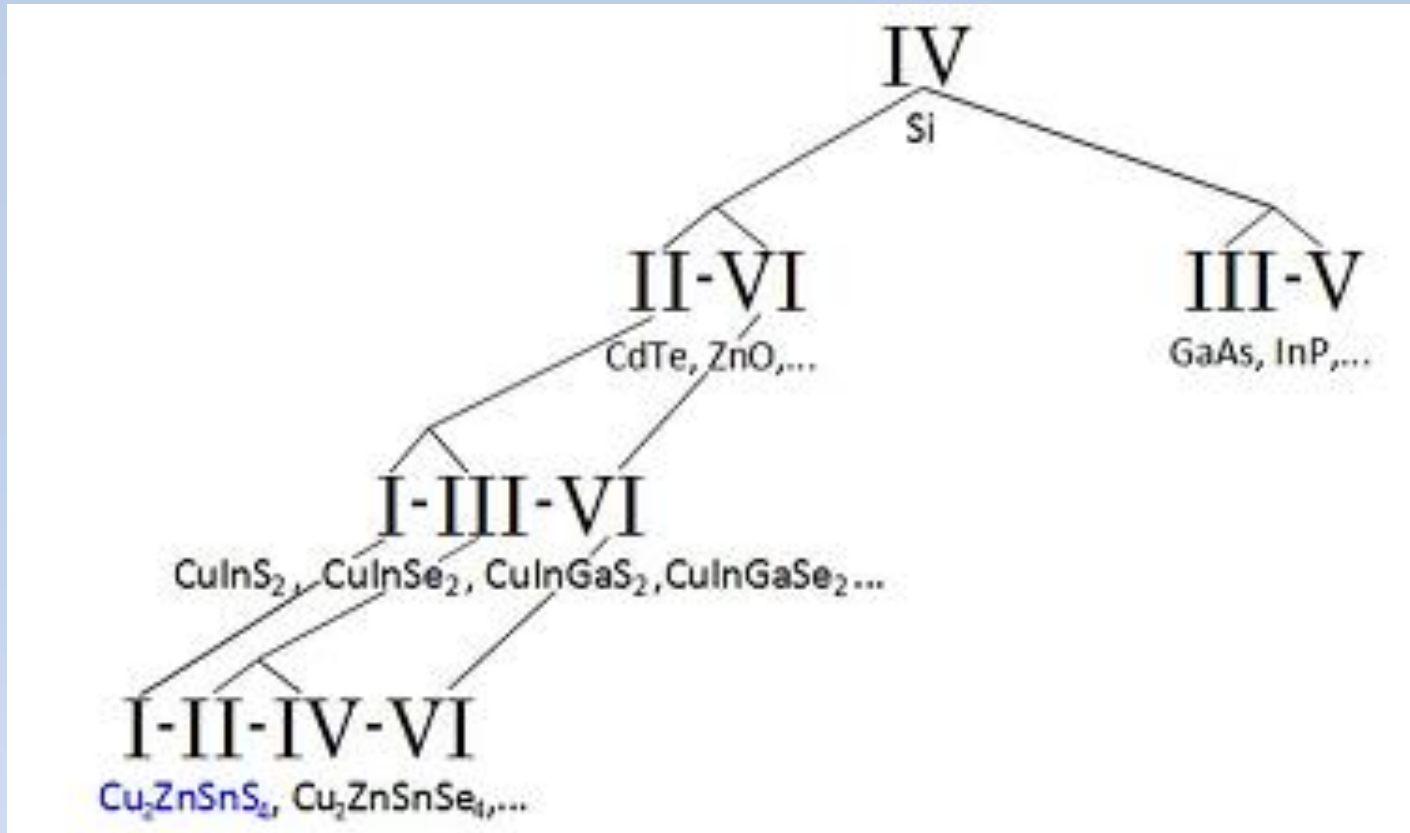 IV
Si
II-VI
III-V
CdTe, ZnO,...
GaAs, InP,...
I-III-VI
CuInS₂, CuInSe₂, CuInGaS₂,CuInGaSe₂...
I-II-IV-VI
Cu₂ZnSnS₄, Cu₂ZnSnSe₄,...